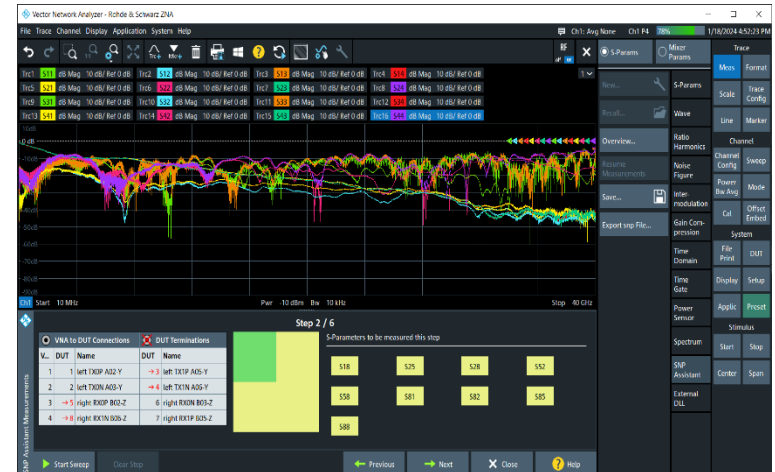 Vector Network Analyzer - Rohde & Schwarz ZNA
File Trace Channel Display Application System Help
Ch1: Avg None Ch1 P4 78% 1/18/2024 4:52:23 PM
RF
S-Params Mixer Params
Trace
Trc1 S11 dB Mag 10 dB/ Ref 0 dB Trc2 S12 dB Mag 10 dB/ Ref 0 dB Trc3 S13 dB Mag 10 dB/ Ref 0 dB Trc4 S14 dB Mag 10 dB/ Ref 0 dB 1
Trc5 S21 dB Mag 10 dB/ Ref 0 dB Trc6 S22 dB Mag 10 dB/ Ref 0 dB Trc7 S23 dB Mag 10 dB/ Ref 0 dB Trc8 S24 dB Mag 10 dB/ Ref 0 dB
Trc9 S31 dB Mag 10 dB/ Ref 0 dB Trc10 S32 dB Mag 10 dB/ Ref 0 dB Trc11 S33 dB Mag 10 dB/ Ref 0 dB Trc12 S34 dB Mag 10 dB/ Ref 0 dB
Trc13 S41 dB Mag 10 dB/ Ref 0 dB Trc14 S42 dB Mag 10 dB/ Ref 0 dB Trc15 S43 dB Mag 10 dB/ Ref 0 dB Trc16 S44 dB Mag 10 dB/ Ref 0 dB
10dB
0 dB
-10dB
-40dB
-50dB
-60dB
-70dB
-80dB
-90dB
Ch1 Start 10 MHz Pwr -10 dBm Bw 10 kHz Stop 40 GHz
New...
Recall...
Overview...
Resume Measurements
Save...
Export snp File...
S-Params
Wave
Ratio Harmonics
Noise Figure
Inter-modulation
Gain Com-pression
Time Domain
Time Gate
Power Sensor
Spectrum
SNP Assistant
External DLL
Meas Format
Scale Trace Config
Line Marker
Channel
Channel Config Sweep
Power Bw Avg Mode
Cal Offset Embed
System
File Print DUT
Display Setup
Applic Preset
Stimulus
Start Stop
Center Span
Step 2 / 6
SNP Assistant Measurements
VNA to DUT Connections DUT Terminations
V... DUT Name DUT Name
1 1 left TX0P A02-Y →3 left TX1P A05-Y
2 2 left TX0N A03-Y →4 left TX1N A06-Y
3 →5 right RX0P B02-Z 6 right RX0N B03-Z
4 →8 right RX1N B06-Z 7 right RX1P B05-Z
S-Parameters to be measured this step
S18 S25 S28 S52
S58 S81 S82 S85
S88
Start Sweep Clear Step Previous Next Close Help